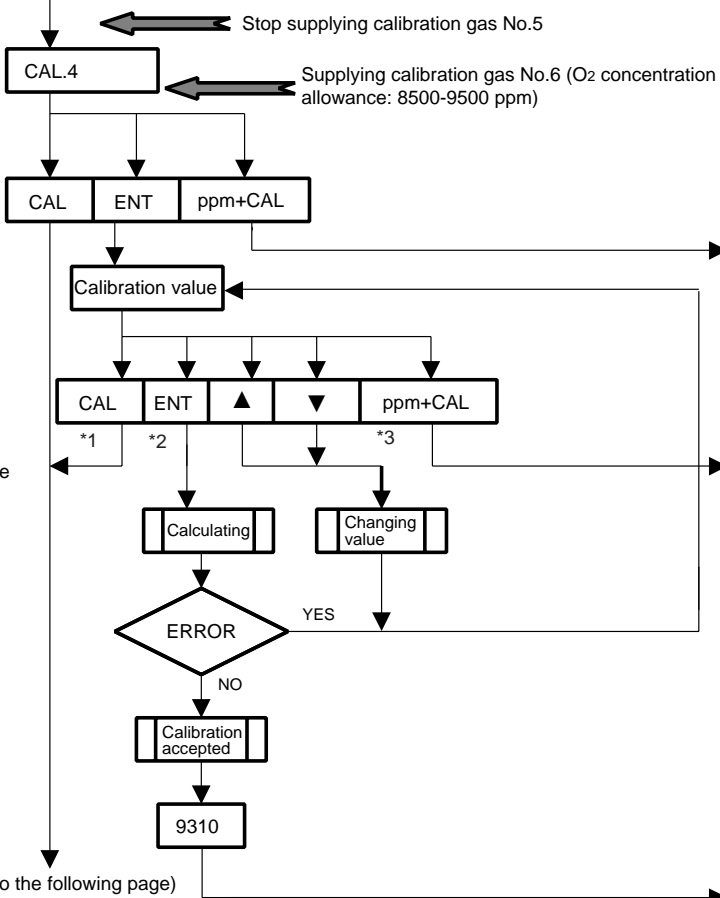 Stop supplying calibration gas No.5
CAL.4
Supplying calibration gas No.6 (O2 concentration
allowance: 8500-9500 ppm)
CAL ENT ppm+CAL
Calibration value
CAL ENT ▲ ▼ ppm+CAL
*1 *2 *3
e
Calculating
Changing
value
ERROR
YES
NO
Calibration
accepted
9310
o the following page)